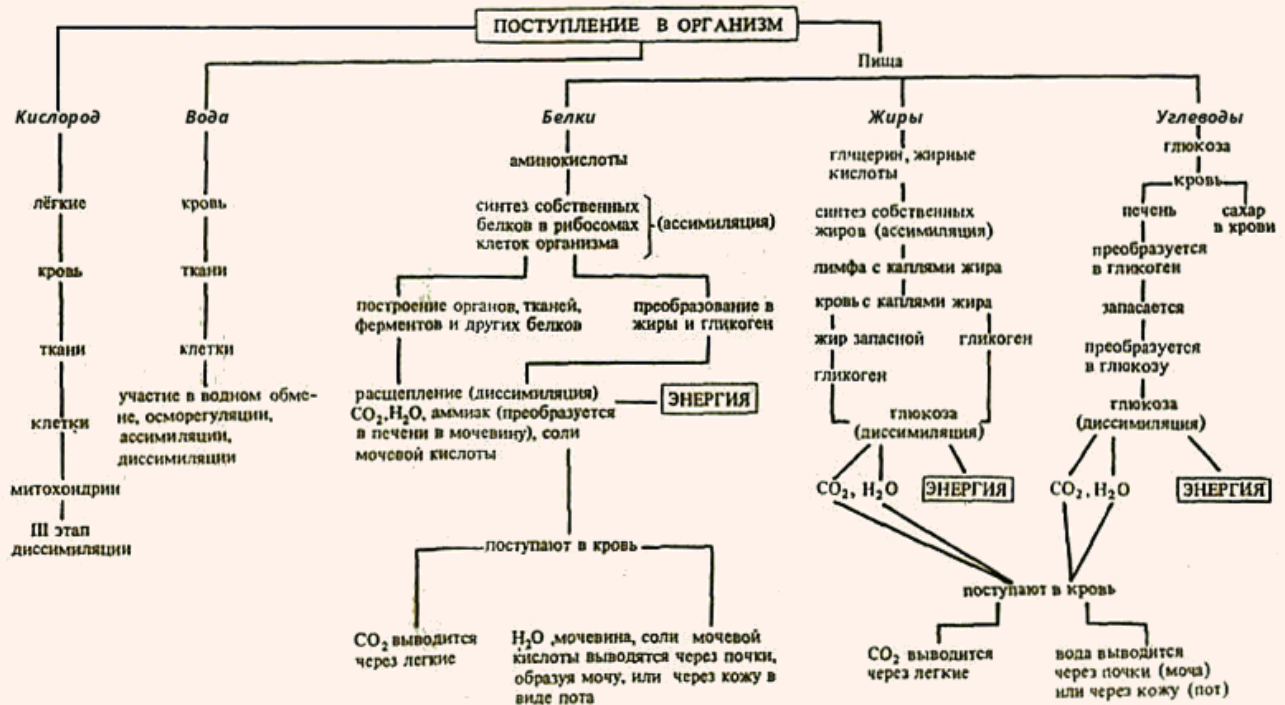 ПОСТУПЛЕНИЕ В ОРГАНИЗМ
Пища
Кислород
Вода
Белки
Жиры
Углеводы
лёгкие
кровь
ткани
клетки
митохондрии
III этап
диссимиляции
кровь
ткани
клетки
участие в водном обме-
не, осморегуляции,
ассимиляции,
диссимиляции
аминокислоты
синтез собственных
белков в рибосомах
клеток организма
(ассимиляция)
построение органов, тканей,
ферментов и других белков
преобразование в
жиры и гликоген
расщепление (диссимиляция)
CO₂, H₂O, аммиак (преобразуется
в печени в мочевину), соли
мочевой кислоты
ЭНЕРГИЯ
поступают в кровь
CO₂ выводится
через легкие
H₂O, мочевина, соли мочевой
кислоты выводятся через почки,
образуя мочу, или через кожу в
виде пота
глицерин, жирные
кислоты
синтез собственных
жиров (ассимиляция)
лимфа с каплями жира
кровь с каплями жира
жир запасной
гликоген
гликоген
глюкоза
(диссимиляция)
CO₂, H₂O
ЭНЕРГИЯ
глюкоза
кровь
печень
сахар
в крови
преобразуется
в гликоген
запасается
преобразуется
в глюкозу
глюкоза
(диссимиляция)
CO₂, H₂O
ЭНЕРГИЯ
поступают в кровь
CO₂ выводится
через легкие
вода выводится
через почки (моча)
или через кожу (пот)